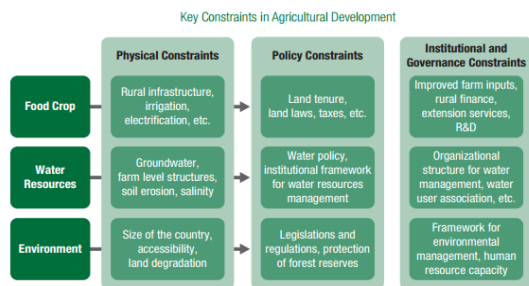 Key Constraints in Agricultural Development
Physical Constraints
Policy Constraints
Institutional and
Governance Constraints
Food Crop
Rural infrastructure,
irrigation,
electrification, etc.
Land tenure,
land laws, taxes, etc.
Improved farm inputs,
rural finance,
extension services,
R&D
Water
Resources
Groundwater,
farm level structures,
soil erosion, salinity
Water policy,
institutional framework
for water resources
management
Organizational
structure for water
management, water
user association, etc.
Environment
Size of the country,
accessibility,
land degradation
Legislations and
regulations, protection
of forest reserves
Framework for
environmental
management, human
resource capacity